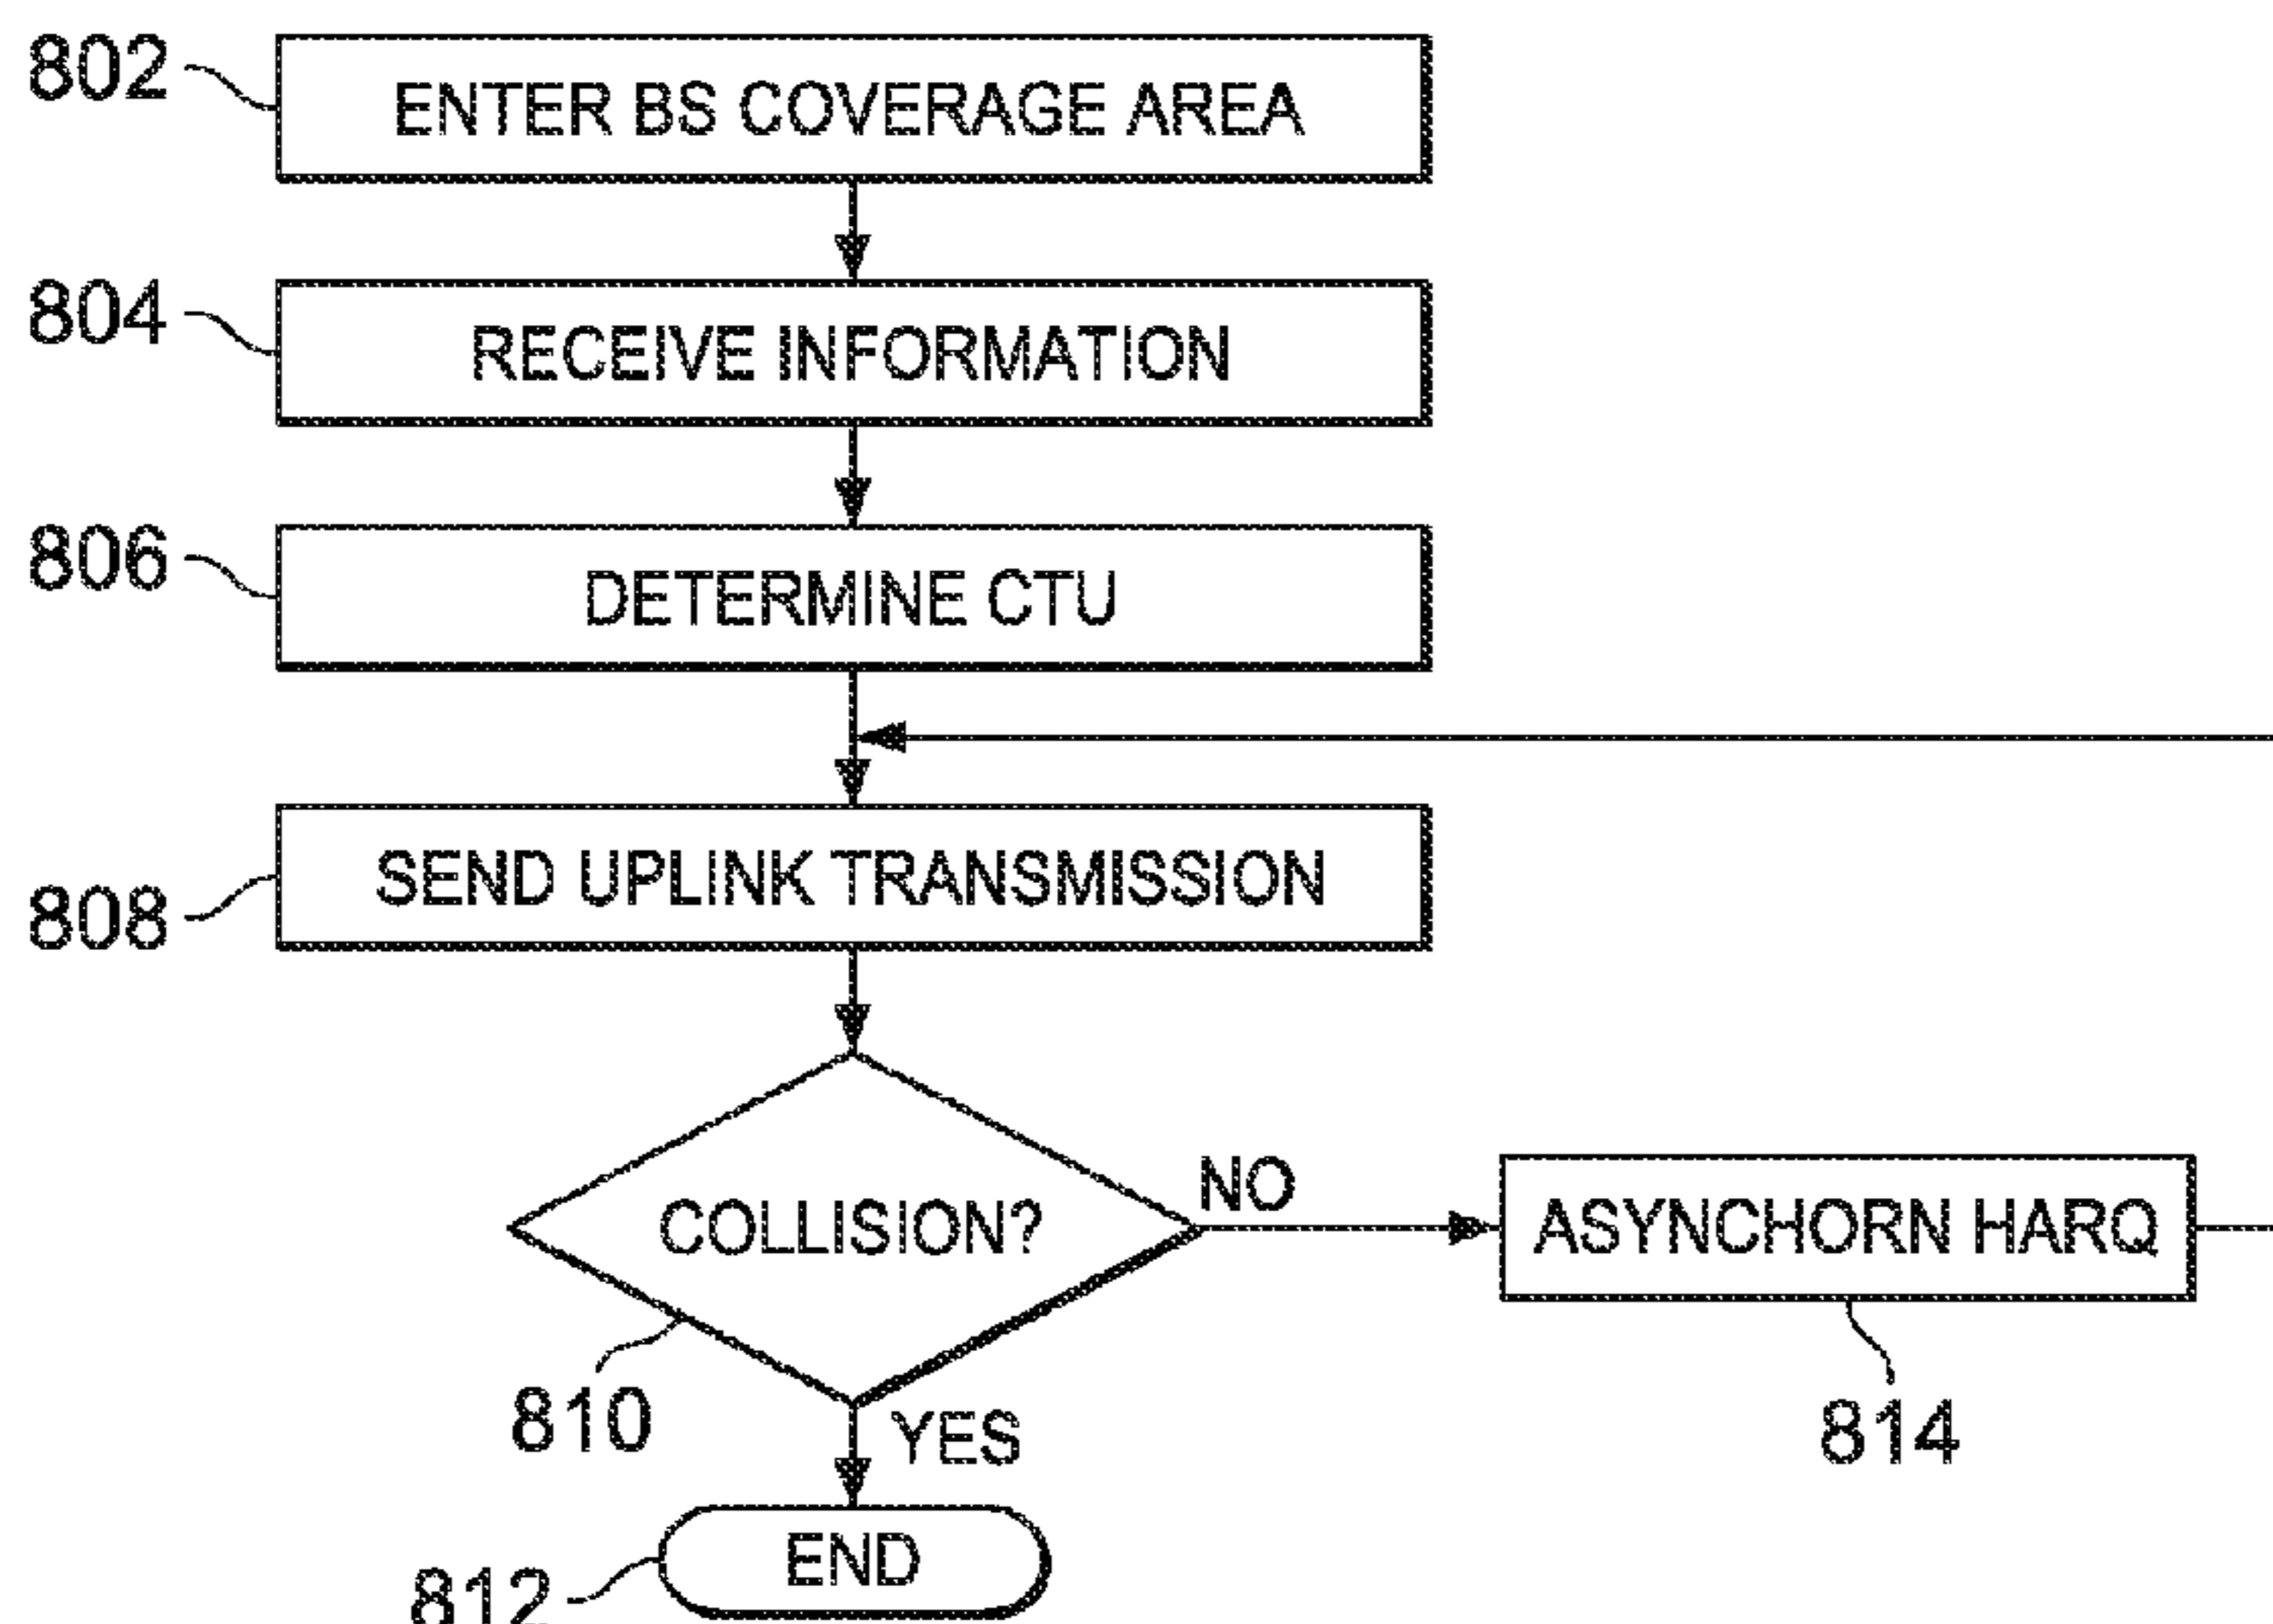 802
ENTER BS COVERAGE AREA
804
RECEIVE INFORMATION
806
DETERMINE CTU
808
SEND UPLINK TRANSMISSION
COLLISION?
NO
ASYNCHORN HARQ
810
814
YES
END
812